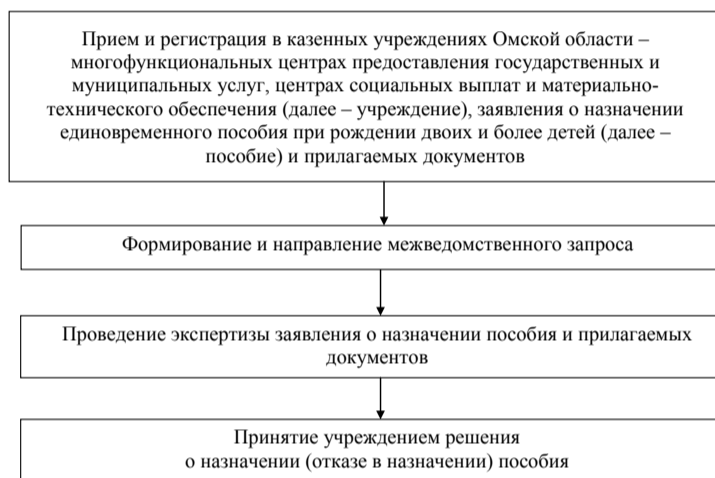 Прием и регистрация в казенных учреждениях Омской области –
многофункциональных центрах предоставления государственных и
муниципальных услуг, центрах социальных выплат и материально-
технического обеспечения (далее – учреждение), заявления о назначении
единовременного пособия при рождении двоих и более детей (далее –
пособие) и прилагаемых документов
Формирование и направление межведомственного запроса
Проведение экспертизы заявления о назначении пособия и прилагаемых
документов
Принятие учреждением решения
о назначении (отказе в назначении) пособия